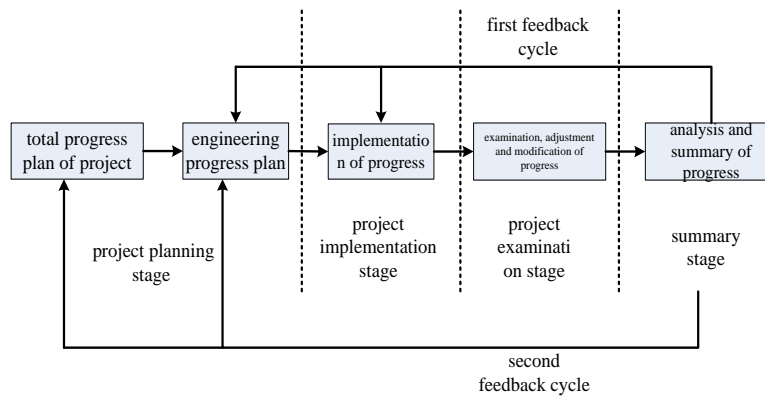 first feedback
cycle
total progress
plan of project
engineering
progress plan
implementatio
n of progress
examination, adjustment
and modification of
progress
analysis and
summary of
progress
project planning
stage
project
implementation
stage
project
examinati
on stage
summary
stage
second
feedback cycle